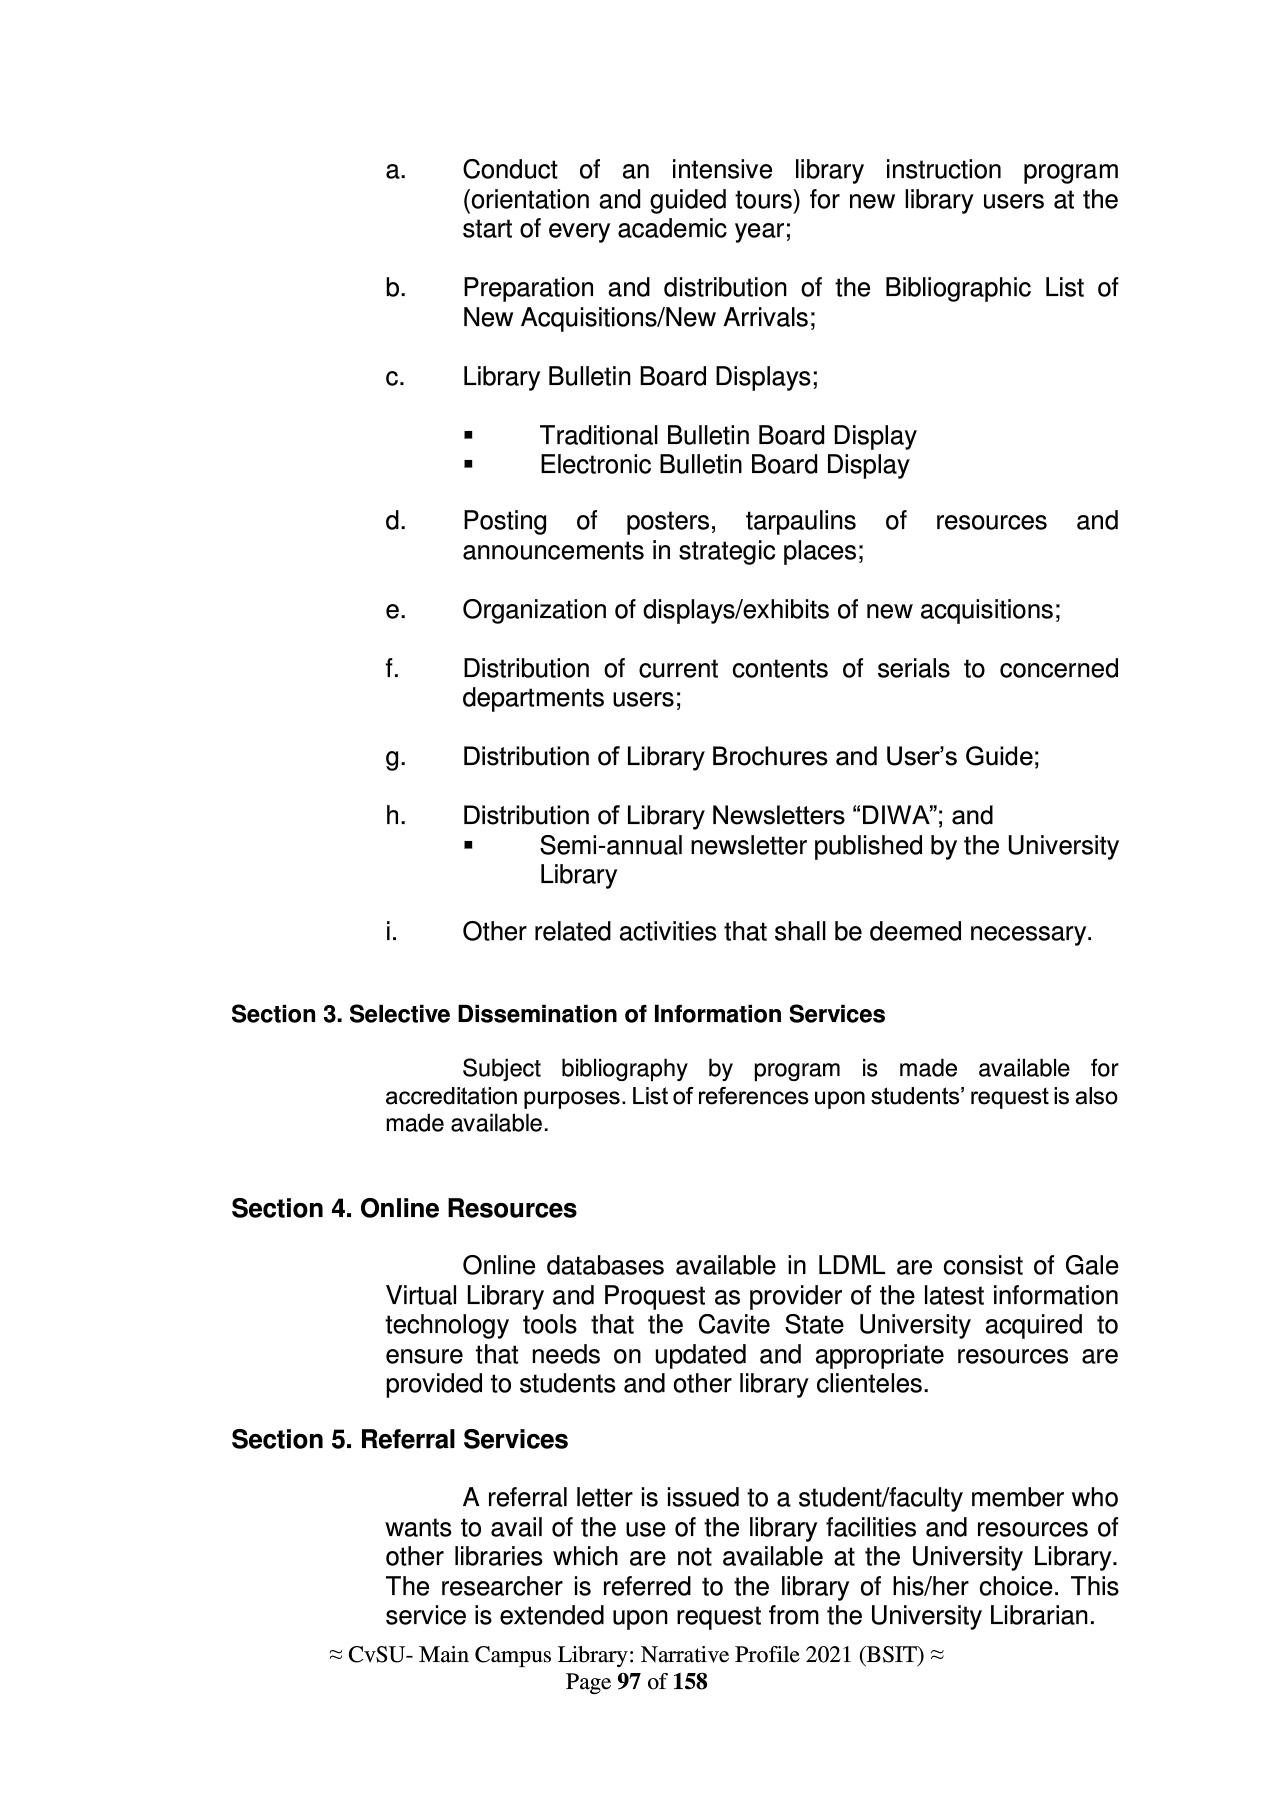 a. Conduct of an intensive library instruction program
(orientation and guided tours) for new library users at the
start of every academic year;
b. Preparation and distribution of the Bibliographic List of
New Acquisitions/New Arrivals;
c. Library Bulletin Board Displays;
▪ Traditional Bulletin Board Display
▪ Electronic Bulletin Board Display
d. Posting of posters, tarpaulins of resources and
announcements in strategic places;
e. Organization of displays/exhibits of new acquisitions;
f. Distribution of current contents of serials to concerned
departments users;
g. Distribution of Library Brochures and User’s Guide;
h. Distribution of Library Newsletters “DIWA”; and
▪ Semi-annual newsletter published by the University
Library
i. Other related activities that shall be deemed necessary.
Section 3. Selective Dissemination of Information Services
Subject bibliography by program is made available for
accreditation purposes. List of references upon students’ request is also
made available.
Section 4. Online Resources
Online databases available in LDML are consist of Gale
Virtual Library and Proquest as provider of the latest information
technology tools that the Cavite State University acquired to
ensure that needs on updated and appropriate resources are
provided to students and other library clienteles.
Section 5. Referral Services
A referral letter is issued to a student/faculty member who
wants to avail of the use of the library facilities and resources of
other libraries which are not available at the University Library.
The researcher is referred to the library of his/her choice. This
service is extended upon request from the University Librarian.
≈ CvSU- Main Campus Library: Narrative Profile 2021 (BSIT) ≈
Page 97 of 158